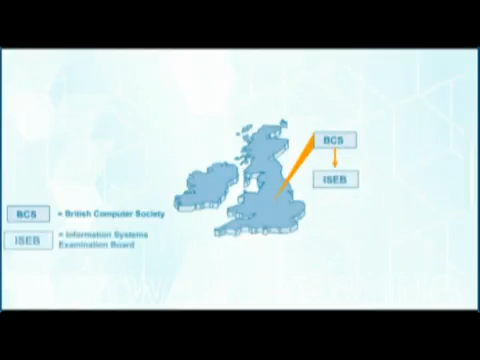 BCS
ISEB
BCS = British Computer Society
ISEB = Information Systems
Examination Board